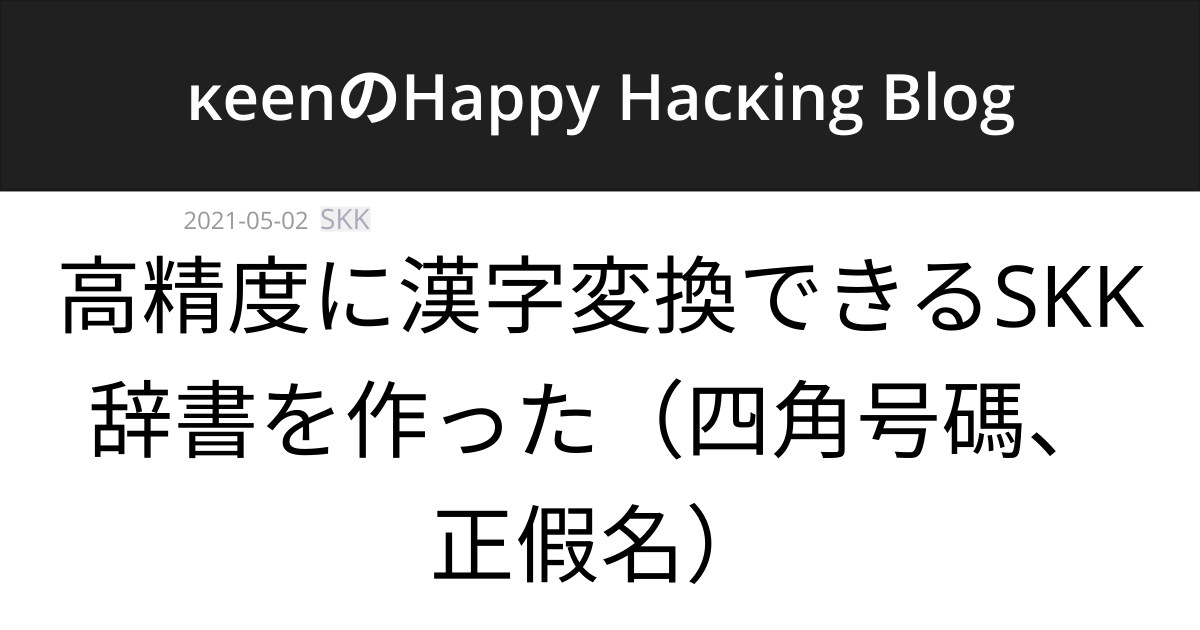 κeenのHappy Hacκing Blog
2021-05-02 SKK
高精度に漢字変換できるSKK
辞書を作った（四角号碼、
正假名）